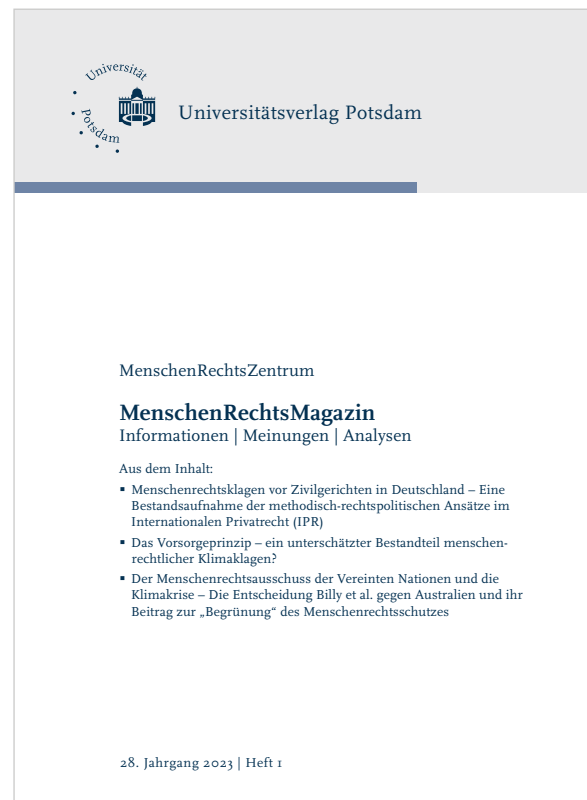 Universität
Potsdam
Universitätsverlag Potsdam
MenschenRechtsZentrum
MenschenRechtsMagazin
Informationen | Meinungen | Analysen
Aus dem Inhalt:
▪ Menschenrechtsklagen vor Zivilgerichten in Deutschland – Eine
Bestandsaufnahme der methodisch-rechtspolitischen Ansätze im
Internationalen Privatrecht (IPR)
▪ Das Vorsorgeprinzip – ein unterschätzter Bestandteil menschen-
rechtlicher Klimaklagen?
▪ Der Menschenrechtsausschuss der Vereinten Nationen und die
Klimakrise – Die Entscheidung Billy et al. gegen Australien und ihr
Beitrag zur „Begrünung“ des Menschenrechtsschutzes
28. Jahrgang 2023 | Heft 1